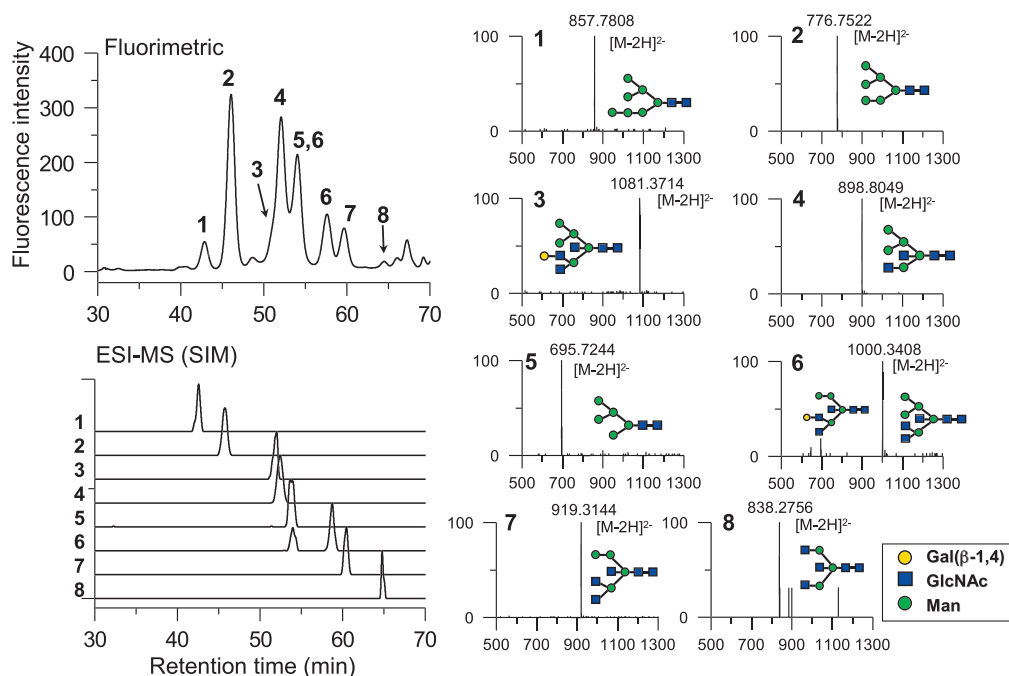 Fluorimetric
Fluorescence intensity
400
300
200
100
0
1
2
3
4
5,6
6
7
8
30 40 50 60 70
ESI-MS (SIM)
1
2
3
4
5
6
7
8
30 40 50 60 70
Retention time (min)
1
857.7808
[M-2H]2-
100
0
500 700 900 1100 1300
2
776.7522
[M-2H]2-
100
0
500 700 900 1100 1300
3
1081.3714
[M-2H]2-
100
0
500 700 900 1100 1300
4
898.8049
[M-2H]2-
100
0
500 700 900 1100 1300
5
695.7244
[M-2H]2-
100
0
500 700 900 1100 1300
6
1000.3408
[M-2H]2-
100
0
500 700 900 1100 1300
7
919.3144
[M-2H]2-
100
0
500 700 900 1100 1300
8
838.2756
[M-2H]2-
100
0
500 700 900 1100 1300
Gal(β-1,4)
GlcNAc
Man